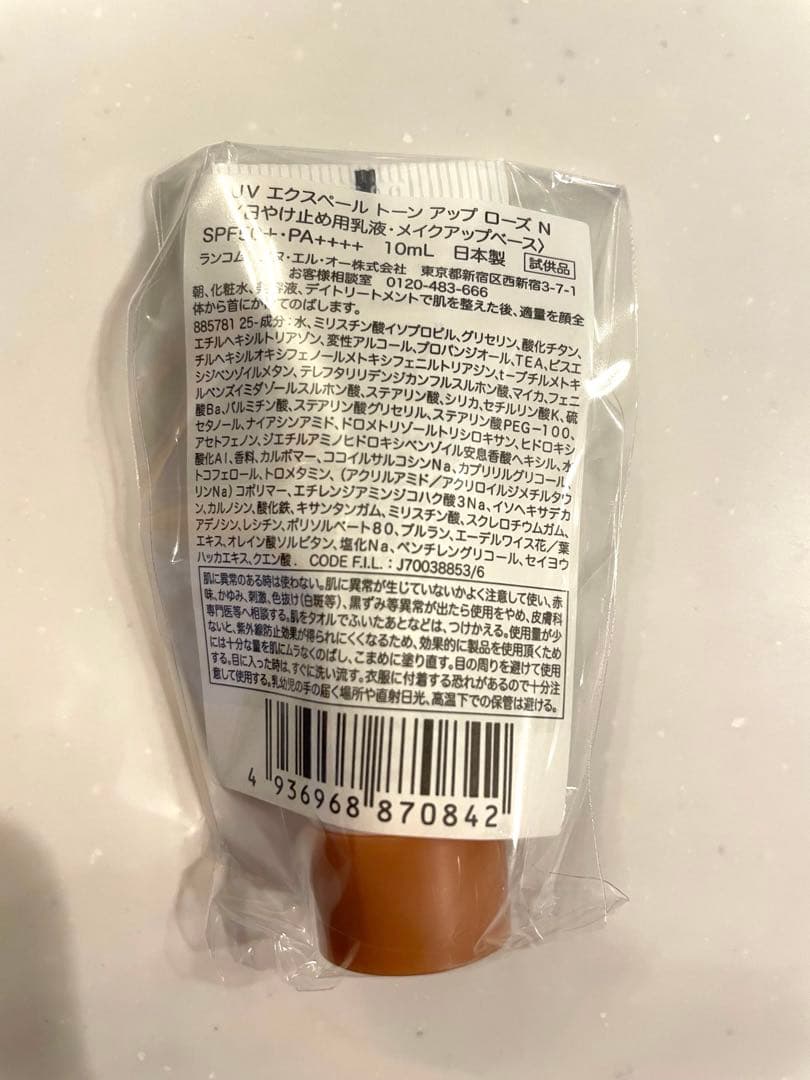 UV エクスペール トーン アップ ローズ N
〈日やけ止め用乳液・メイクアップベース〉
SPF50+・PA++++ 10mL 日本製 試供品
ランコム エル・オー株式会社 東京都新宿区西新宿3-7-1
お客様相談室 0120-483-666
朝、化粧水、美容液、デイトリートメントで肌を整えた後、適量を顔全
体から首にかけてのばします。
885781 25-成分：水、ミリスチン酸イソプロピル、グリセリン、酸化チタン、
エチルヘキシルトリアゾン、変性アルコール、プロパンジオール、TEA、ビスエ
チルヘキシルオキシフェノールメトキシフェニルトリアジン、t-ブチルメトキ
シジベンゾイルメタン、テレフタリリデンジカンフルスルホン酸、マイカ、フェニ
ルベンズイミダゾールスルホン酸、ステアリン酸、シリカ、セチルリン酸K、硫
酸Ba、パルミチン酸、ステアリン酸グリセリル、ステアリン酸PEG-100、
セタノール、ナイアシンアミド、ドロメトリゾールトリシロキサン、ヒドロキシ
アセトフェノン、ジエチルアミノヒドロキシベンゾイル安息香酸ヘキシル、水
酸化Al、香料、カルボマー、ココイルサルコシンNa、カプリリルグリコール、
トコフェロール、トロメタミン、（アクリルアミド／アクリロイルジメチルタウ
リンNa）コポリマー、エチレンジアミンジコハク酸3Na、イソヘキサデカ
ン、カルノシン、酸化鉄、キサンタンガム、ミリスチン酸、スクレロチウムガム、
アデノシン、レシチン、ポリソルベート80、プルラン、エーデルワイス花／葉
エキス、オレイン酸ソルビタン、塩化Na、ペンチレングリコール、セイヨウ
ハッカエキス、クエン酸． CODE F.I.L.：J70038853/6
肌に異常のある時は使わない。肌に異常が生じていないかよく注意して使い、赤
味、かゆみ、刺激、色抜け（白斑等）、黒ずみ等異常が出たら使用をやめ、皮膚科
専門医等へ相談する。肌をタオルでふいたあとなどは、つけかえる。使用量が少
ないと、紫外線防止効果が得られにくくなるため、効果的に製品を使用頂くため
には十分な量を肌にムラなくのばし、こまめに塗り直す。目の周りを避けて使用
する。目に入った時は、すぐに洗い流す。衣服に付着する恐れがあるので十分注
意して使用する。乳幼児の手の届く場所や直射日光、高温下での保管は避ける。
4 936968 870842